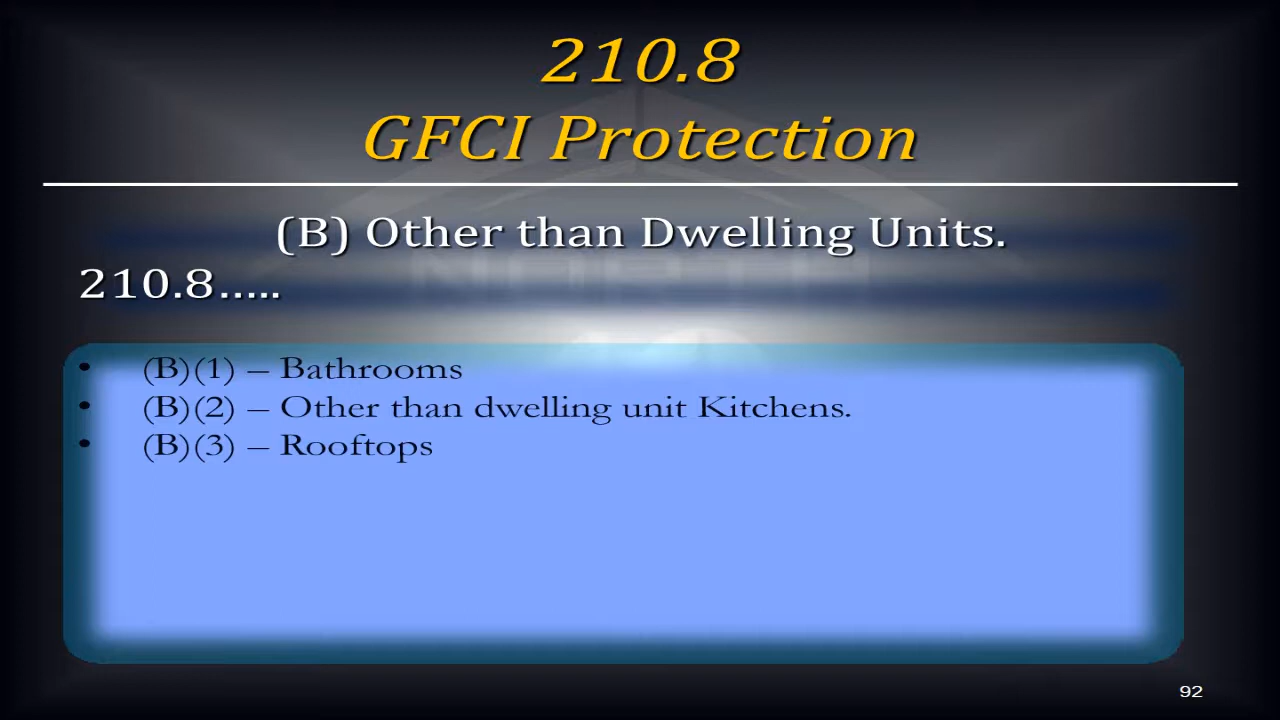 210.8
GFCI Protection
(B) Other than Dwelling Units.
210.8.....
• (B)(1) – Bathrooms
• (B)(2) – Other than dwelling unit Kitchens.
• (B)(3) – Rooftops
92